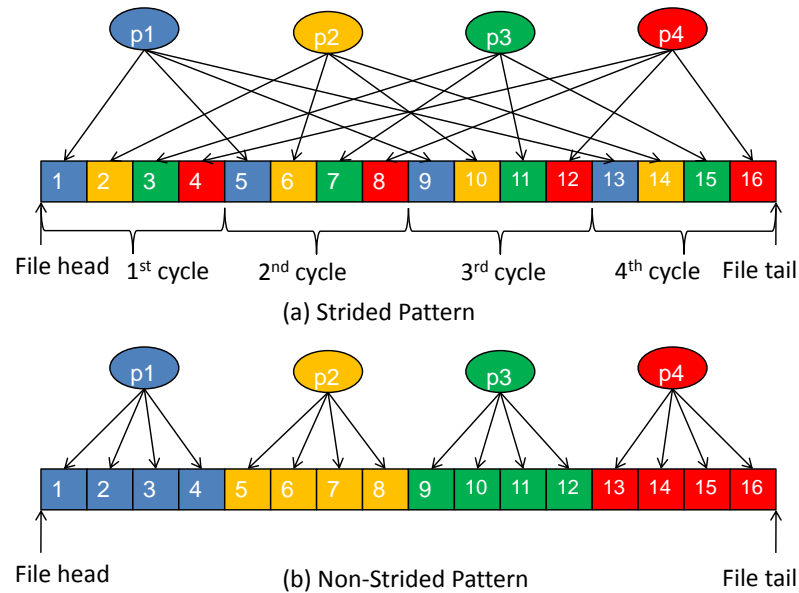 p1 p2 p3 p4
1 2 3 4 5 6 7 8 9 10 11 12 13 14 15 16
File head 1st cycle 2nd cycle 3rd cycle 4th cycle File tail
(a) Strided Pattern
p1 p2 p3 p4
1 2 3 4 5 6 7 8 9 10 11 12 13 14 15 16
File head (b) Non-Strided Pattern File tail